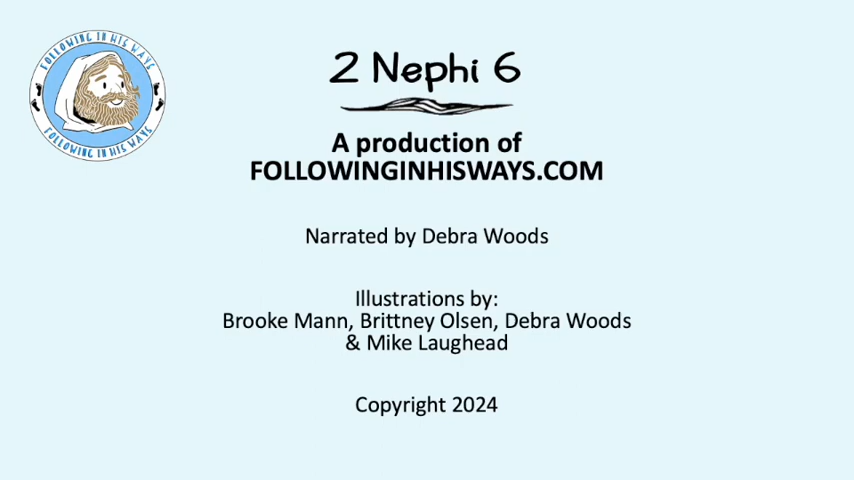 FOLLOWING IN HIS WAYS
FOLLOWING IN HIS WAYS
2 Nephi 6
A production of
FOLLOWINGINHISWAYS.COM
Narrated by Debra Woods
Illustrations by:
Brooke Mann, Brittney Olsen, Debra Woods
& Mike Laughead
Copyright 2024